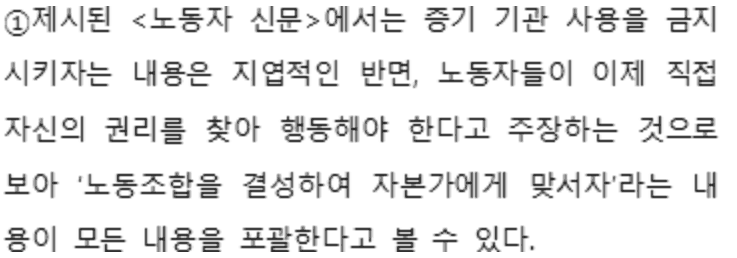 ①제시된 <노동자 신문>에서는 증기 기관 사용을 금지
시키자는 내용은 지엽적인 반면, 노동자들이 이제 직접
자신의 권리를 찾아 행동해야 한다고 주장하는 것으로
보아 '노동조합을 결성하여 자본가에게 맞서자'라는 내
용이 모든 내용을 포괄한다고 볼 수 있다.